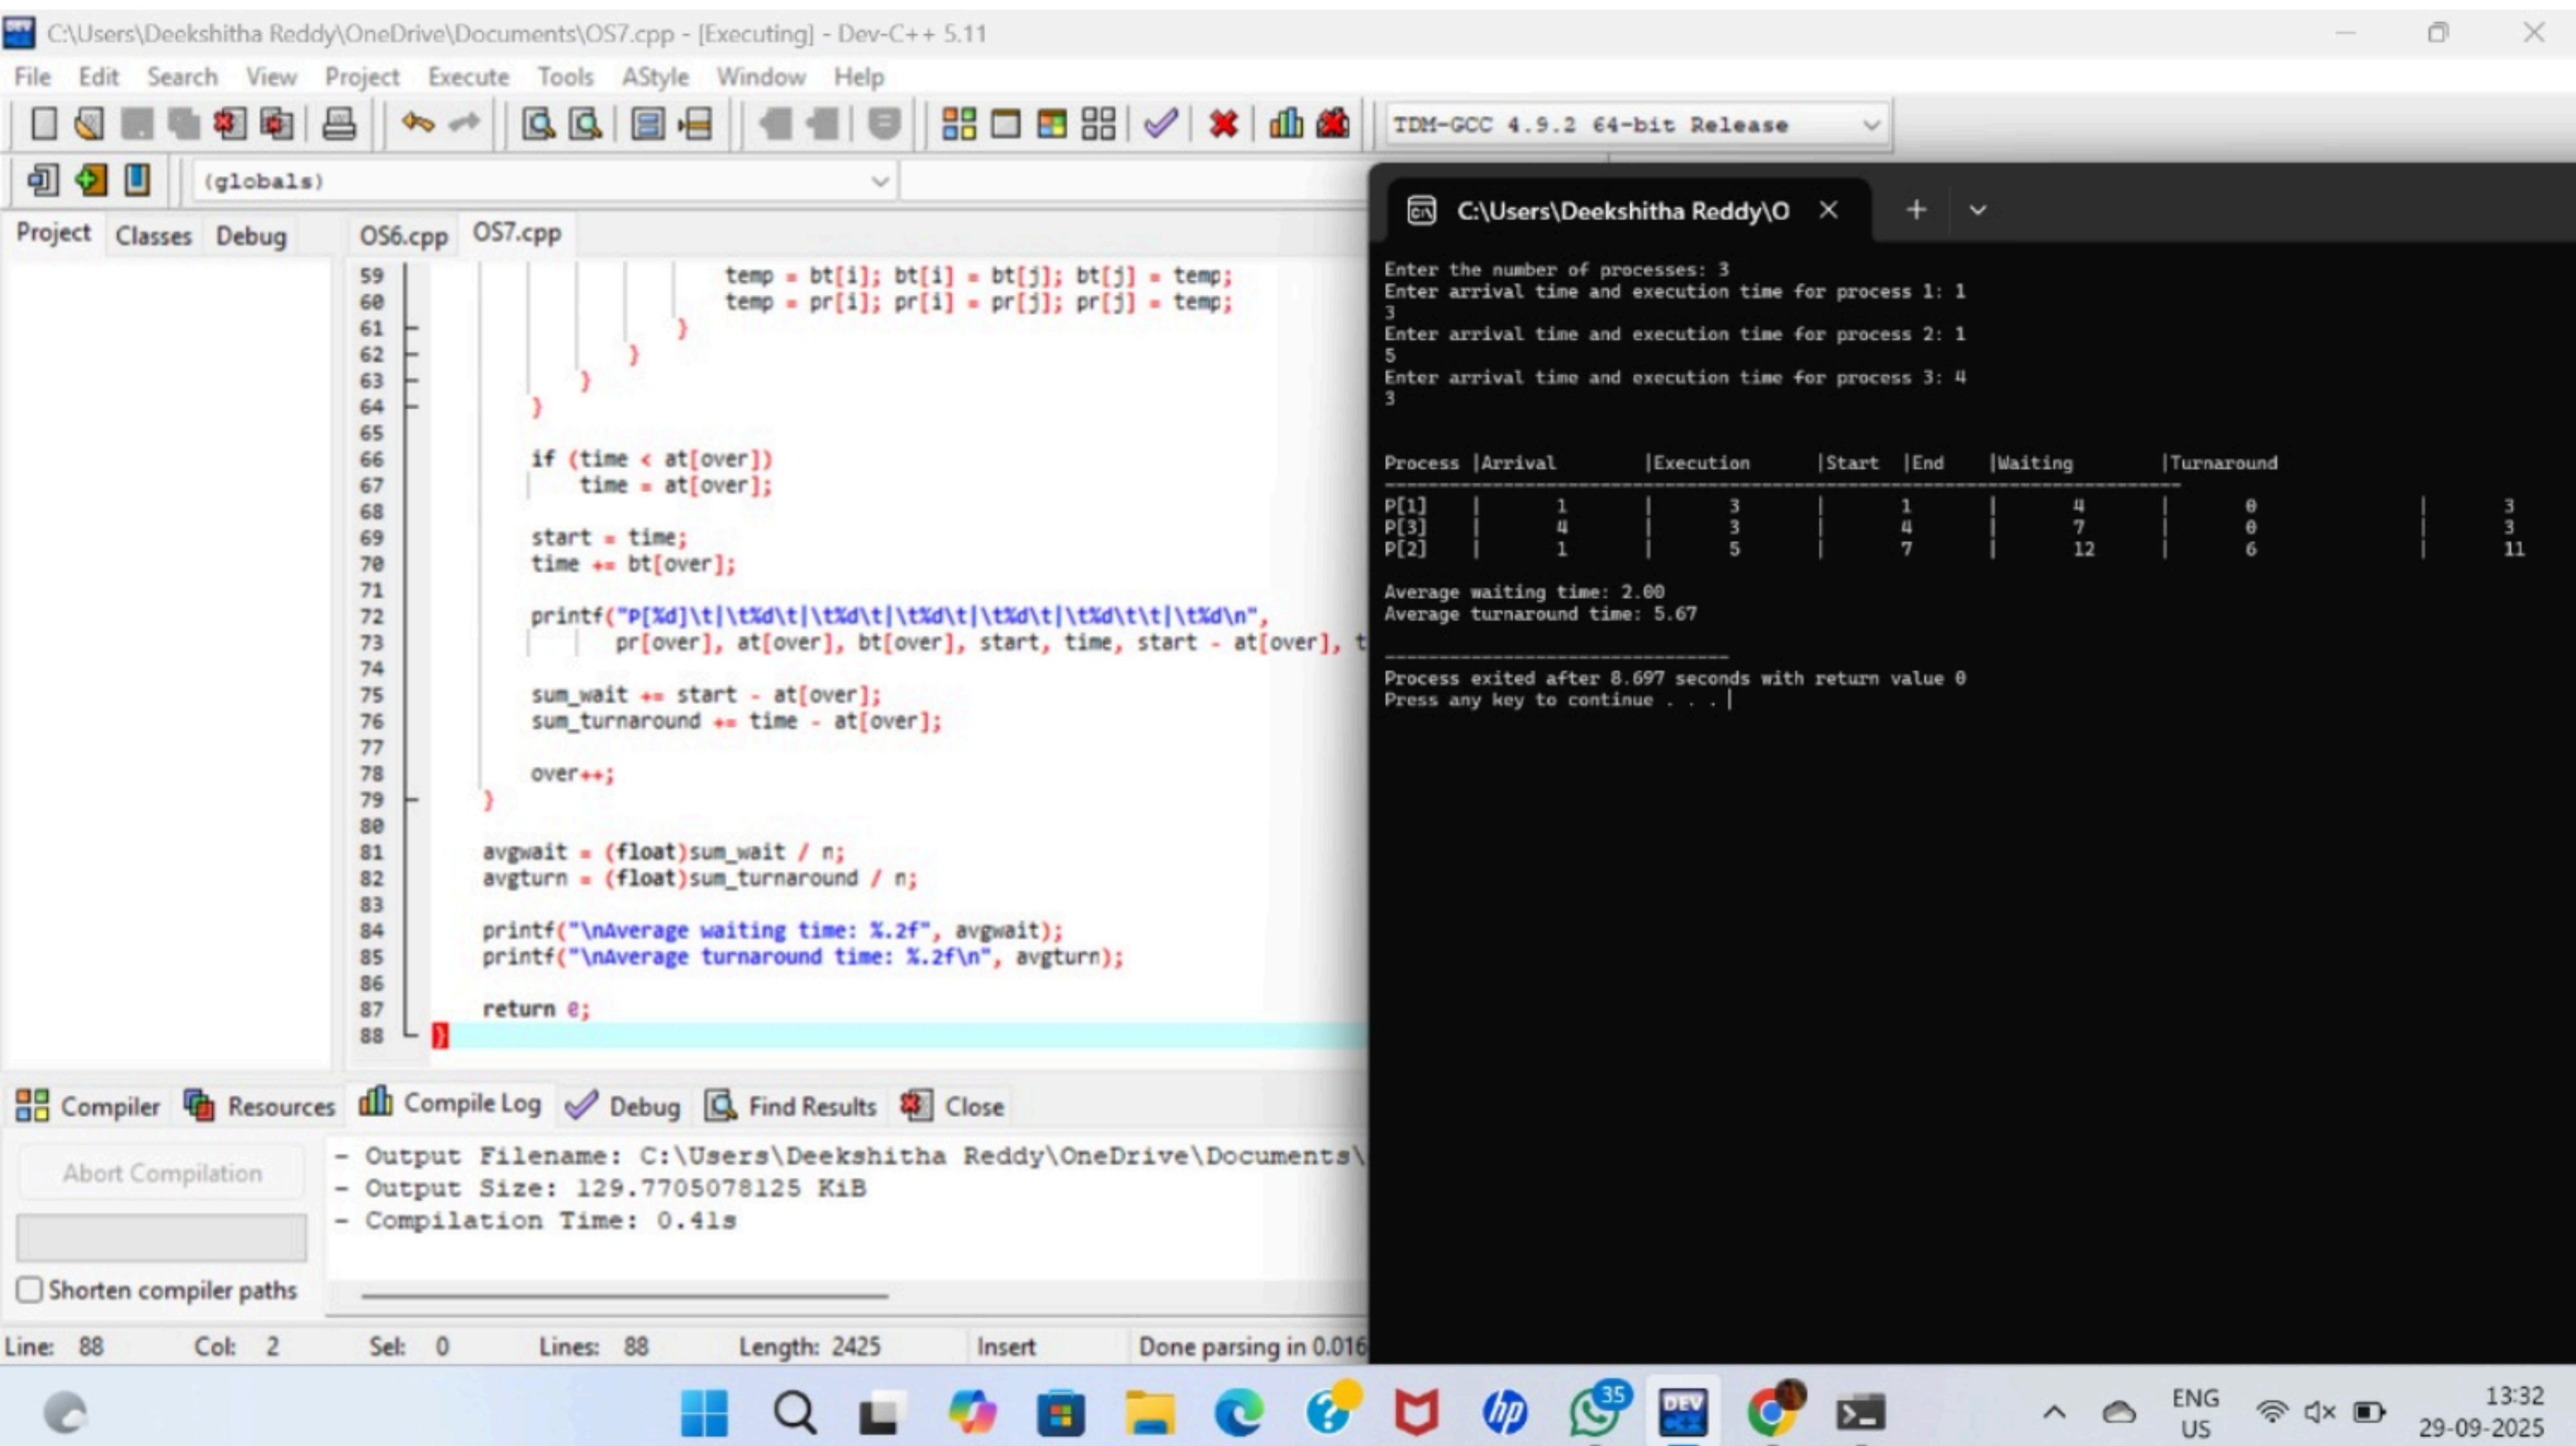 C:\Users\Deekshitha Reddy\OneDrive\Documents\OS7.cpp - [Executing] - Dev-C++ 5.11
File Edit Search View Project Execute Tools AStyle Window Help
TDM-GCC 4.9.2 64-bit Release
(globals)
Project Classes Debug
OS6.cpp OS7.cpp
59 temp = bt[i]; bt[i] = bt[j]; bt[j] = temp;
60 temp = pr[i]; pr[i] = pr[j]; pr[j] = temp;
61 }
62 }
63 }
64 }
65
66 if (time < at[over])
67 time = at[over];
68
69 start = time;
70 time += bt[over];
71
72 printf("P[%d]\t|\t%d\t|\t%d\t|\t%d\t|\t%d\t|\t%d\t\t|\t%d\n",
73 pr[over], at[over], bt[over], start, time, start - at[over], t
74
75 sum_wait += start - at[over];
76 sum_turnaround += time - at[over];
77
78 over++;
79 }
80
81 avgwait = (float)sum_wait / n;
82 avgturn = (float)sum_turnaround / n;
83
84 printf("\nAverage waiting time: %.2f", avgwait);
85 printf("\nAverage turnaround time: %.2f\n", avgturn);
86
87 return 0;
88 }
C:\Users\Deekshitha Reddy\O
Enter the number of processes: 3
Enter arrival time and execution time for process 1: 1
3
Enter arrival time and execution time for process 2: 1
5
Enter arrival time and execution time for process 3: 4
3
Process |Arrival |Execution |Start |End |Waiting |Turnaround
--------------------------------------------------------------------------
P[1] | 1 | 3 | 1 | 4 | 0 | 3
P[3] | 4 | 3 | 4 | 7 | 0 | 3
P[2] | 1 | 5 | 7 | 12 | 6 | 11
Average waiting time: 2.00
Average turnaround time: 5.67
--------------------------------
Process exited after 8.697 seconds with return value 0
Press any key to continue . . .
Compiler Resources Compile Log Debug Find Results Close
Abort Compilation
Shorten compiler paths
- Output Filename: C:\Users\Deekshitha Reddy\OneDrive\Documents\
- Output Size: 129.7705078125 KiB
- Compilation Time: 0.41s
Line: 88 Col: 2 Sel: 0 Lines: 88 Length: 2425 Insert Done parsing in 0.016
35
DEV C++
hp
ENG
US
13:32
29-09-2025